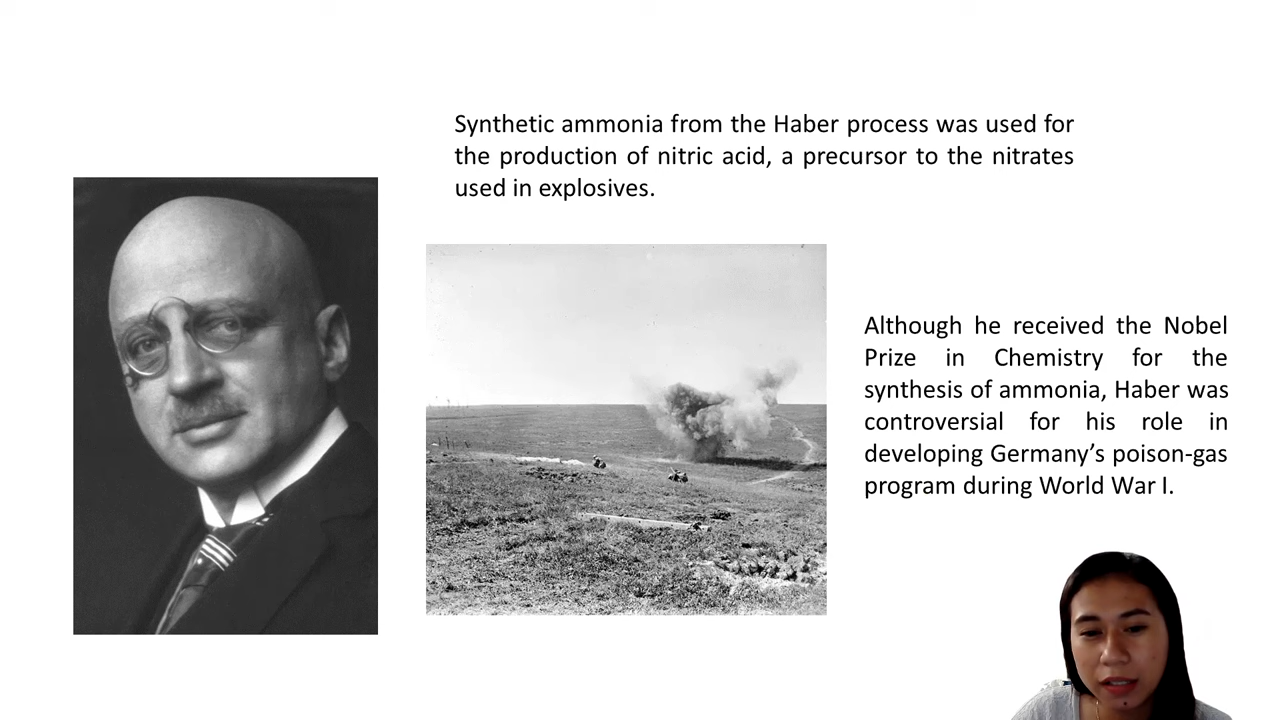 Synthetic ammonia from the Haber process was used for
the production of nitric acid, a precursor to the nitrates
used in explosives.
Although he received the Nobel
Prize in Chemistry for the
synthesis of ammonia, Haber was
controversial for his role in
developing Germany’s poison-gas
program during World War I.